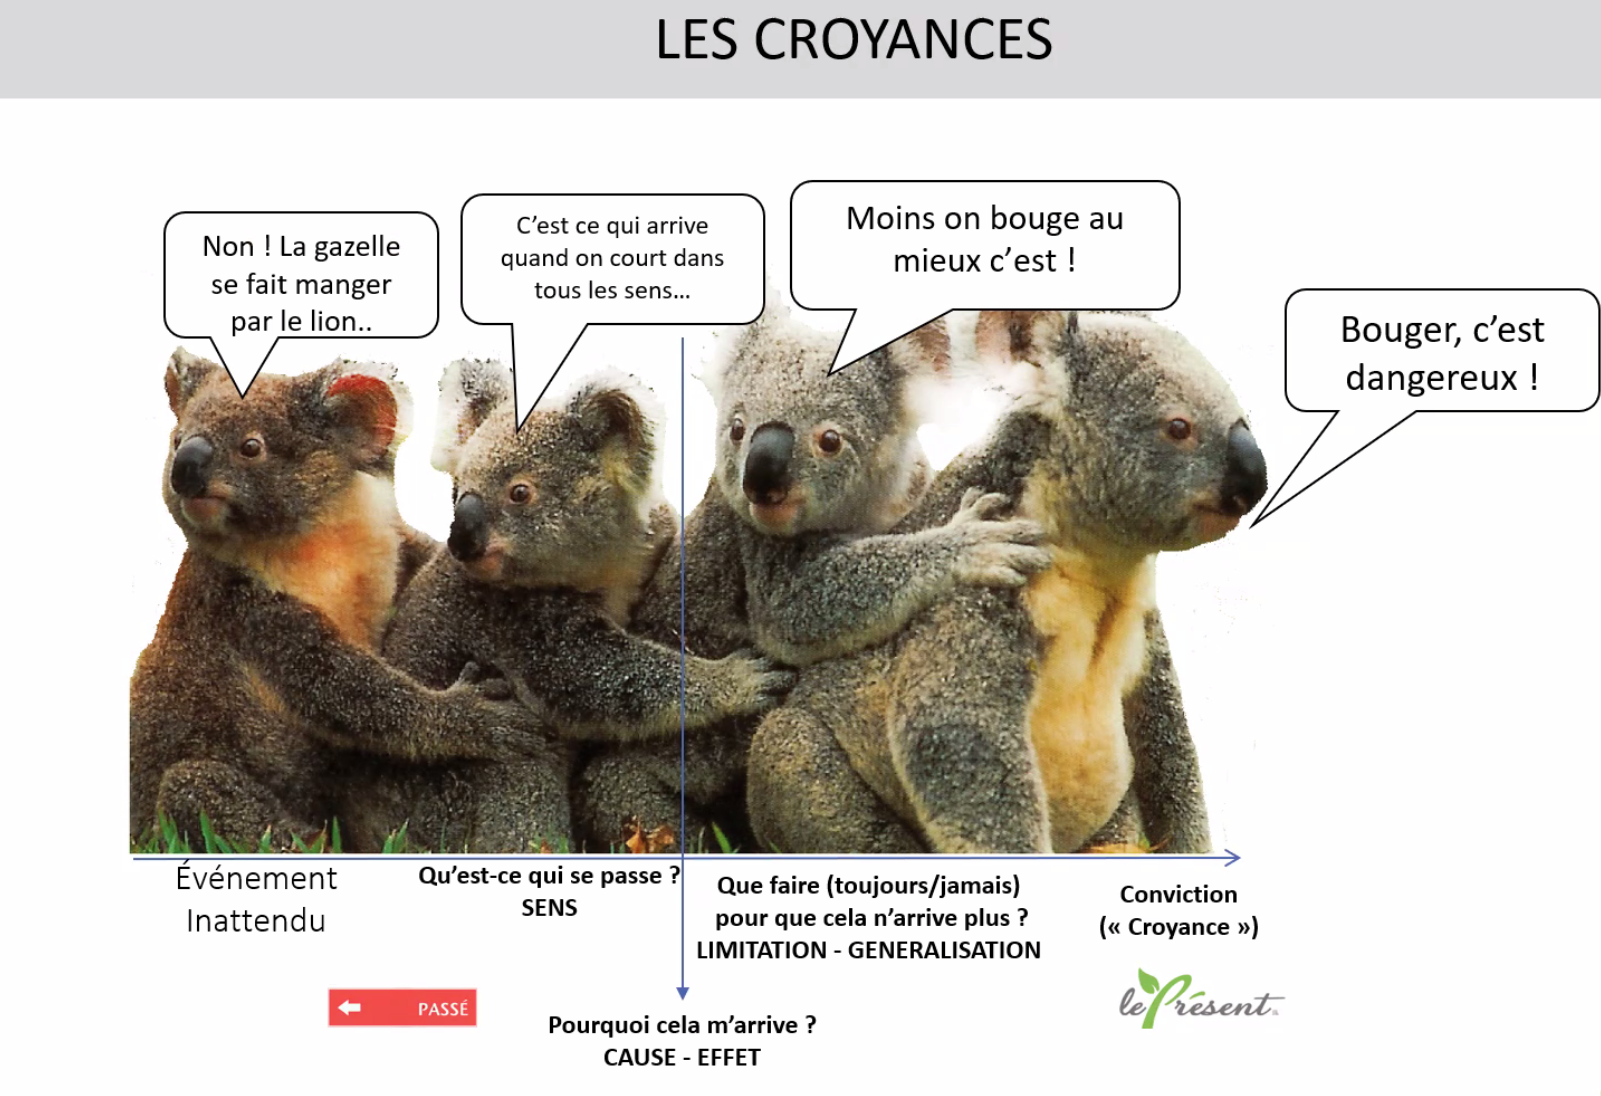 LES CROYANCES
Non ! La gazelle
se fait manger
par le lion..
C’est ce qui arrive
quand on court dans
tous les sens…
Moins on bouge au
mieux c’est !
Bouger, c’est
dangereux !
Événement
Inattendu
Qu’est-ce qui se passe ?
SENS
Que faire (toujours/jamais)
pour que cela n’arrive plus ?
LIMITATION - GENERALISATION
Conviction
(« Croyance »)
PASSÉ
Pourquoi cela m’arrive ?
CAUSE - EFFET
le Présent